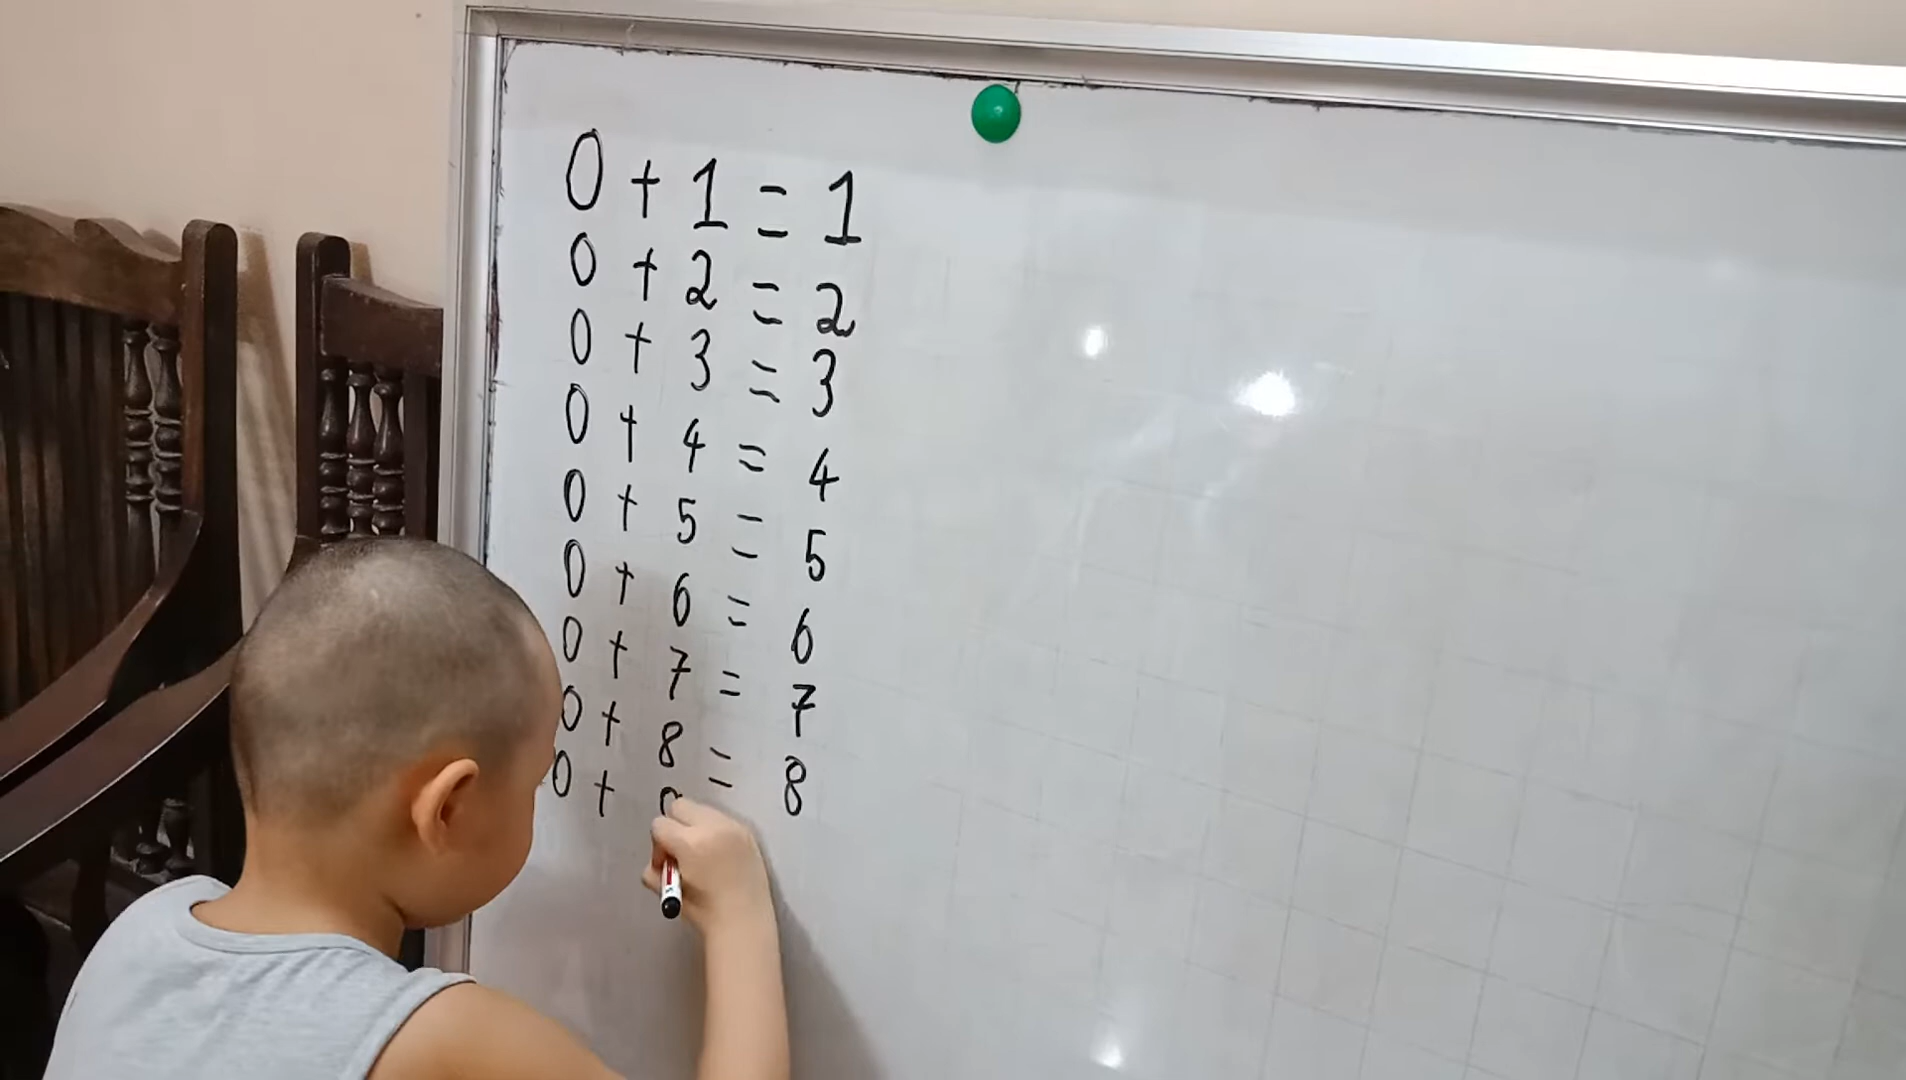 0 + 1 = 1
0 + 2 = 2
0 + 3 = 3
0 + 4 = 4
0 + 5 = 5
0 + 6 = 6
0 + 7 = 7
0 + 8 = 8
0 +